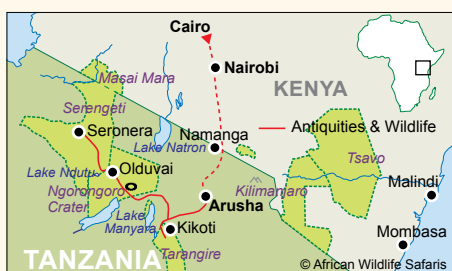 Cairo
Nairobi
KENYA
Masai Mara
Serengeti
Seronera
Lake Natron
Namanga
Antiquities & Wildlife
Tsavo
Lake Ndutu
Olduvai
Ngorongoro
Crater
Kilimanjaro
Malindi
Arusha
Lake
Manyara
Kikoti
Mombasa
TANZANIA
Tarangire
© African Wildlife Safaris